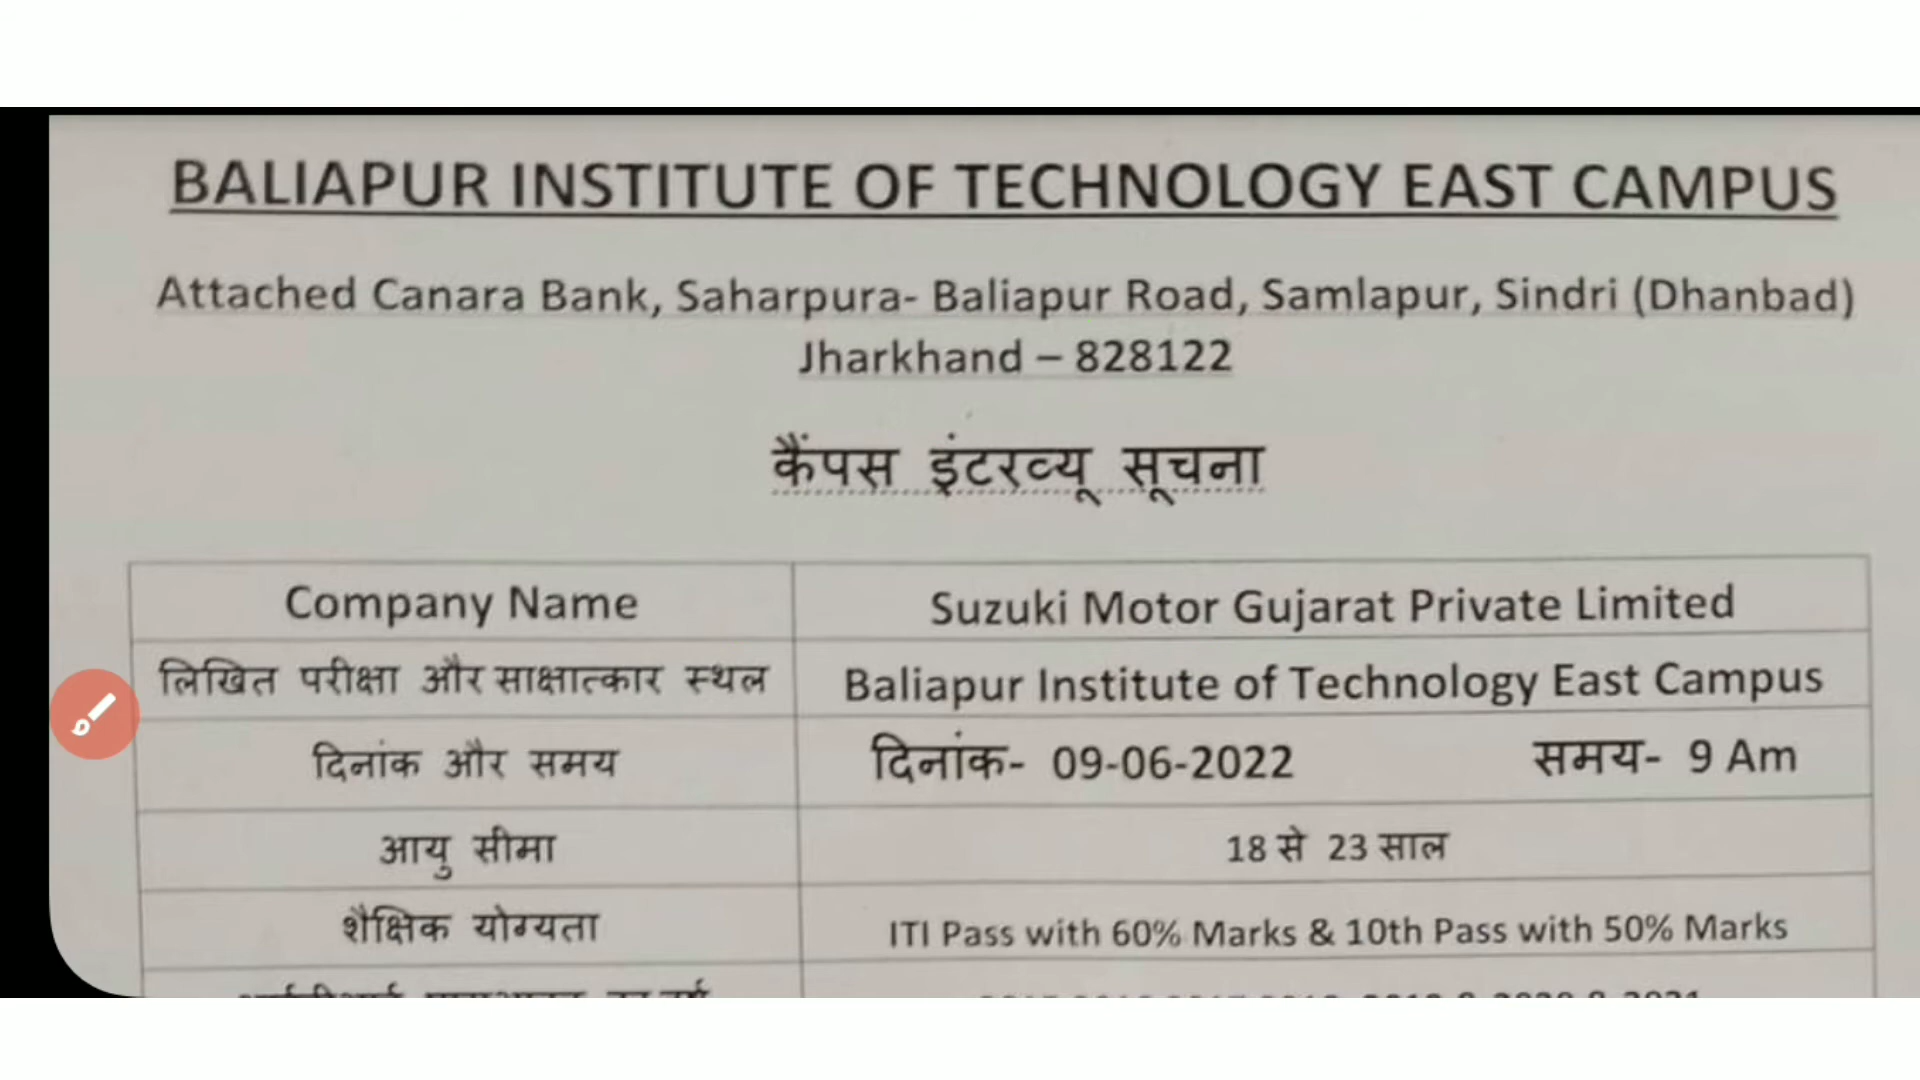 BALIAPUR INSTITUTE OF TECHNOLOGY EAST CAMPUS
Attached Canara Bank, Saharpura- Baliapur Road, Samlapur, Sindri (Dhanbad)
Jharkhand – 828122
कैंपस इंटरव्यू सूचना
Company Name Suzuki Motor Gujarat Private Limited
लिखित परीक्षा और साक्षात्कार स्थल Baliapur Institute of Technology East Campus
दिनांक और समय दिनांक- 09-06-2022 समय- 9 Am
आयु सीमा 18 से 23 साल
शैक्षिक योग्यता ITI Pass with 60% Marks & 10th Pass with 50% Marks